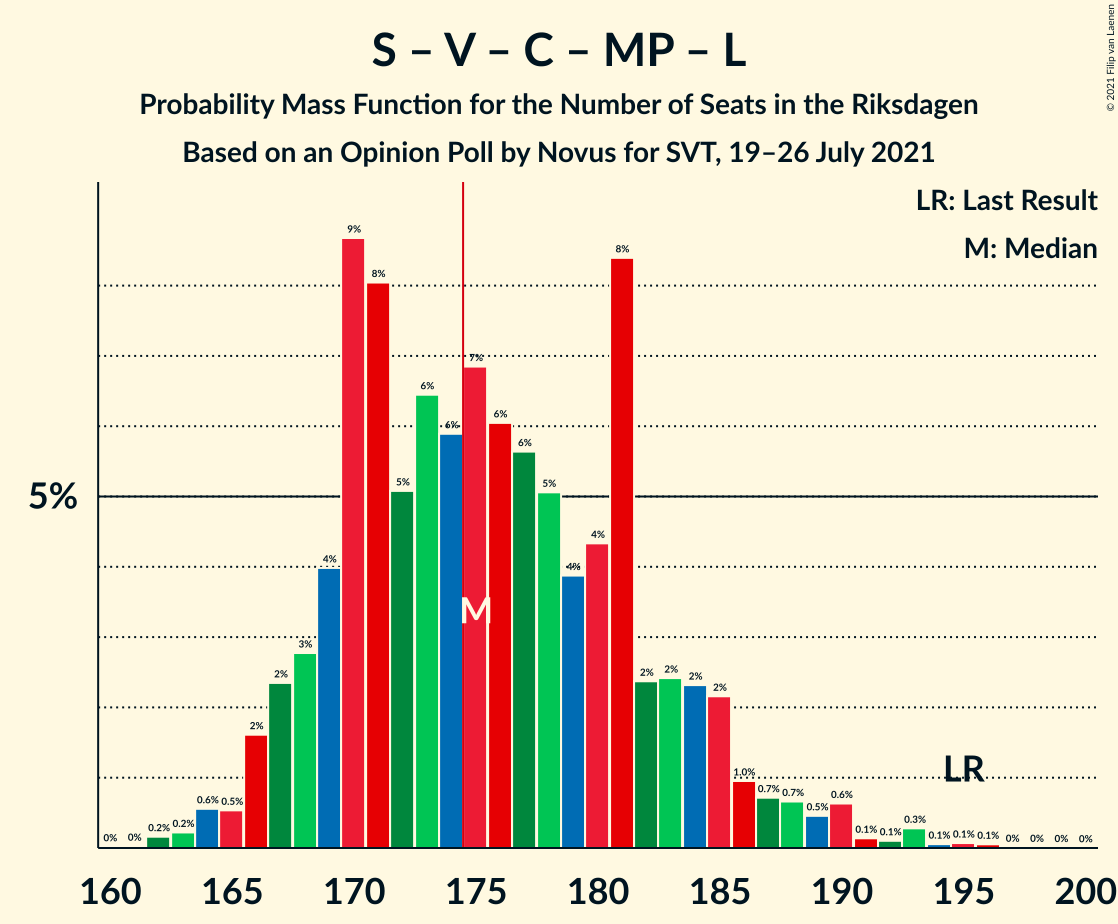 S – V – C – MP – L
Probability Mass Function for the Number of Seats in the Riksdagen
Based on an Opinion Poll by Novus for SVT, 19–26 July 2021
© 2021 Filip van Laenen
LR: Last Result
M: Median
5%
0% 0% 0.2% 0.2% 0.6% 0.5% 2% 2% 3% 4% 9% 8% 5% 6% 6% 7% 6% 6% 5% 4% 4% 8% 2% 2% 2% 2% 1.0% 0.7% 0.7% 0.5% 0.6% 0.1% 0.1% 0.3% 0.1% 0.1% 0.1% 0% 0% 0% 0%
M
LR
160 165 170 175 180 185 190 195 200